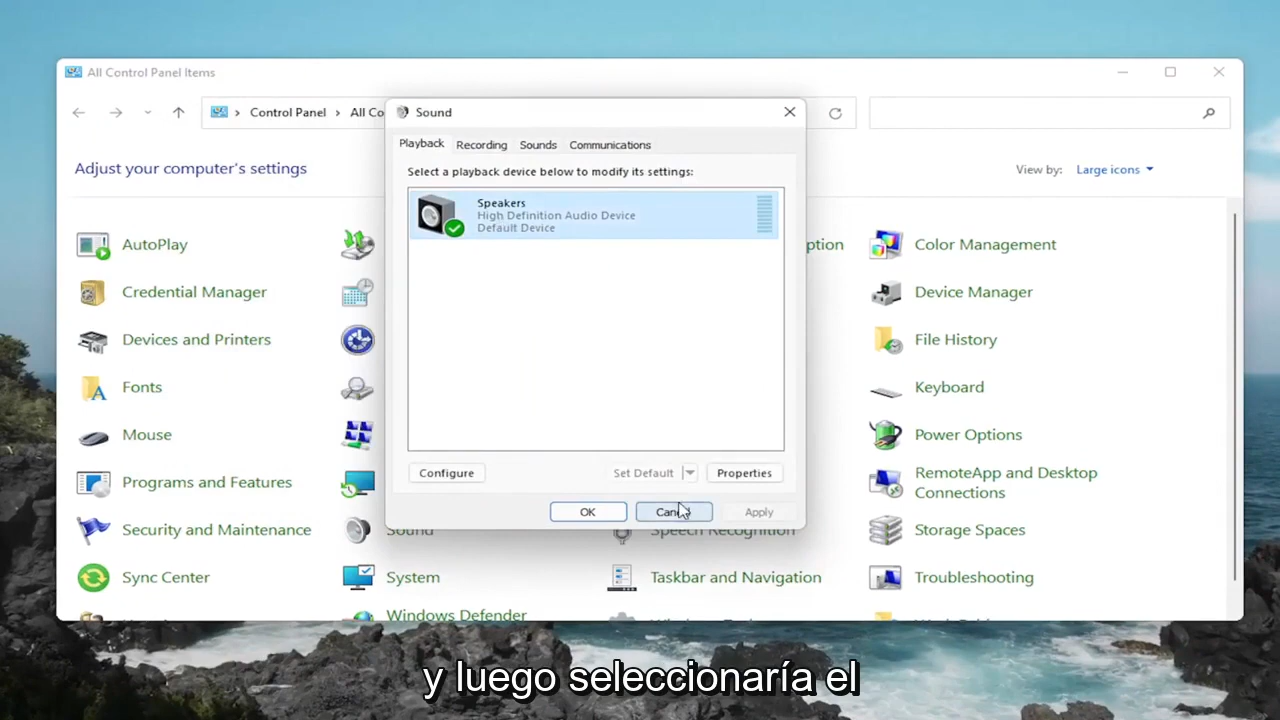 All Control Panel Items
Control Panel
All Co
Adjust your computer's settings
View by:
Large icons
Sound
Playback
Recording
Sounds
Communications
Select a playback device below to modify its settings:
Speakers
High Definition Audio Device
Default Device
Configure
Set Default
Properties
OK
Apply
AutoPlay
ption
Color Management
Credential Manager
Device Manager
Devices and Printers
File History
Fonts
Keyboard
Mouse
Power Options
Programs and Features
RemoteApp and Desktop
Connections
Security and Maintenance
Sound
Speech Recognition
Storage Spaces
Sync Center
System
Taskbar and Navigation
Troubleshooting
Windows Defender
y luego seleccionaría el